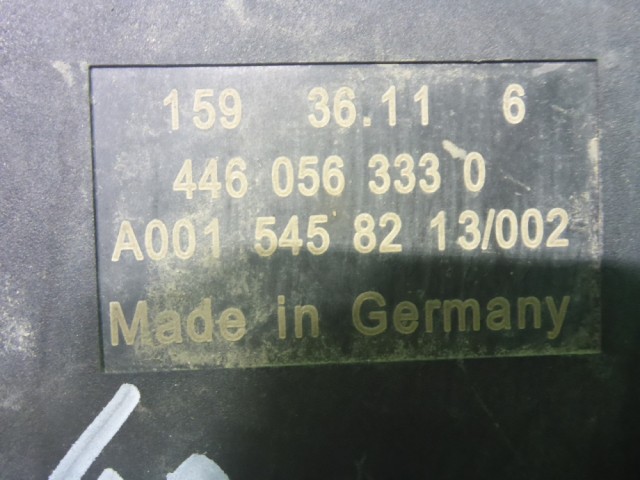 159 36.11 6
446 056 333 0
A001 545 82 13/002
Made in Germany